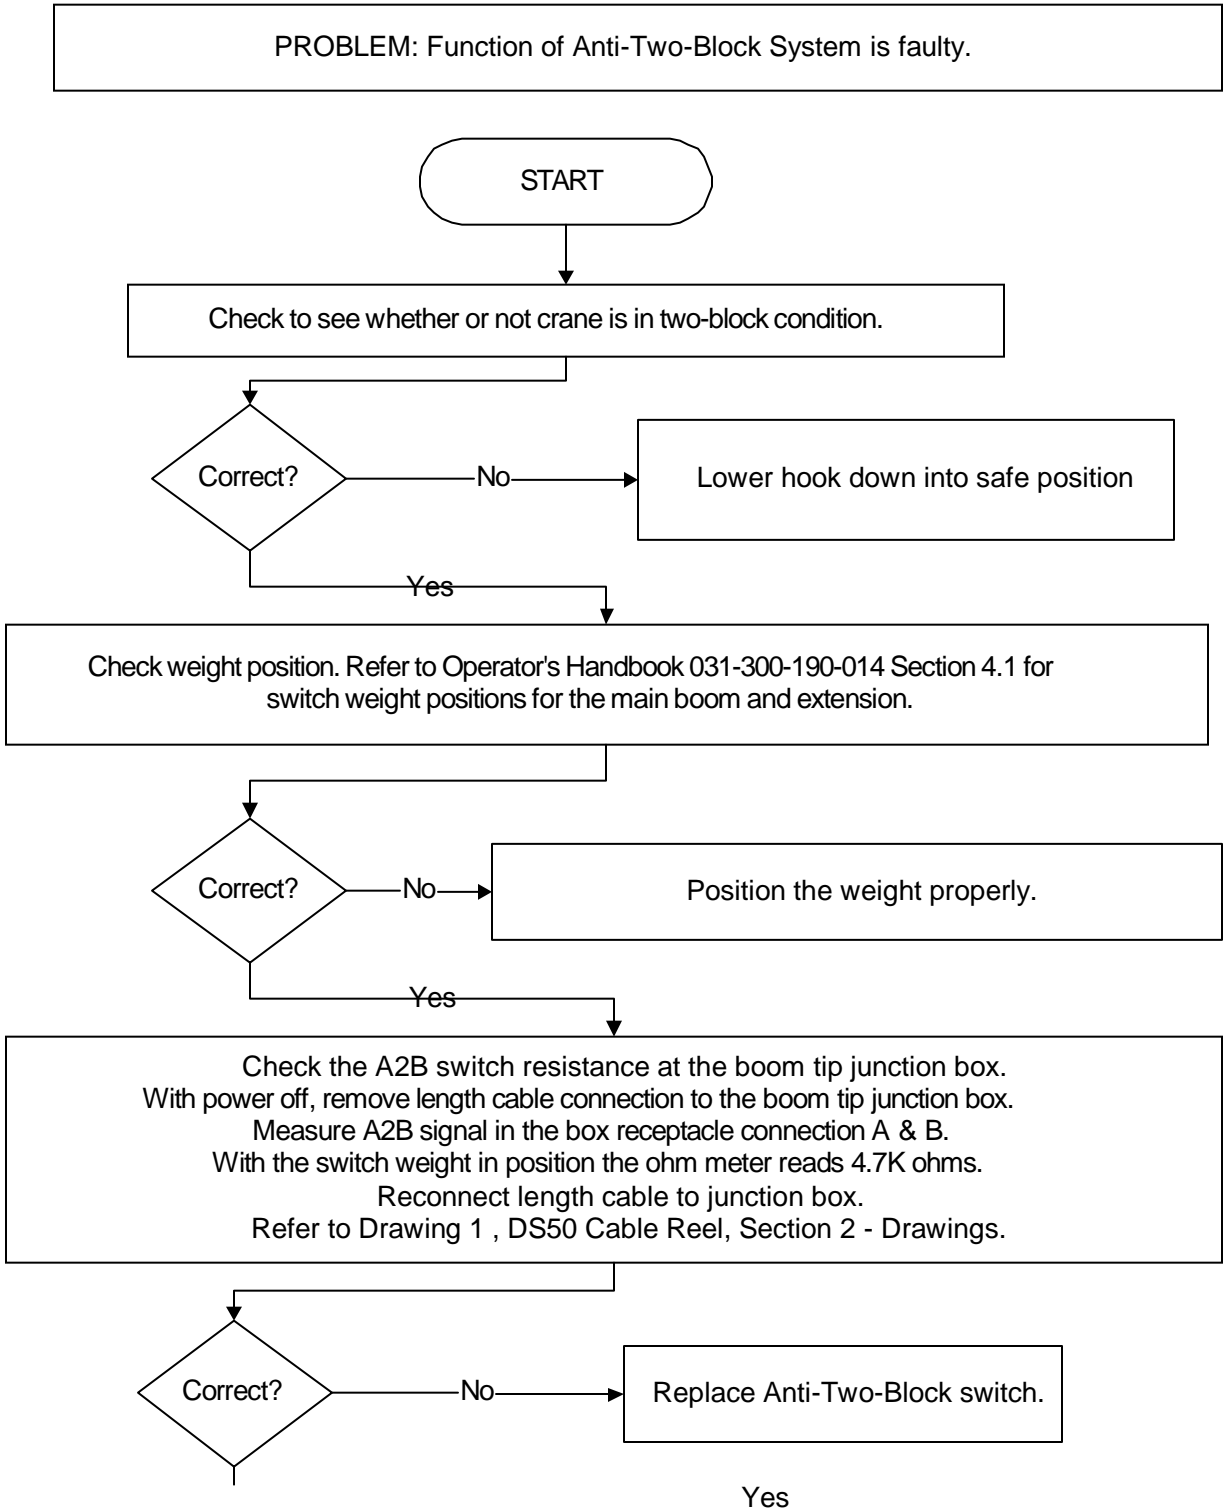 PROBLEM: Function of Anti-Two-Block System is faulty.
START
Check to see whether or not crane is in two-block condition.
Correct?
No
Lower hook down into safe position
Yes
Check weight position. Refer to Operator's Handbook 031-300-190-014 Section 4.1 for
switch weight positions for the main boom and extension.
Correct?
No
Position the weight properly.
Yes
Check the A2B switch resistance at the boom tip junction box.
With power off, remove length cable connection to the boom tip junction box.
Measure A2B signal in the box receptacle connection A & B.
With the switch weight in position the ohm meter reads 4.7K ohms.
Reconnect length cable to junction box.
Refer to Drawing 1 , DS50 Cable Reel, Section 2 - Drawings.
Correct?
No
Replace Anti-Two-Block switch.
Yes